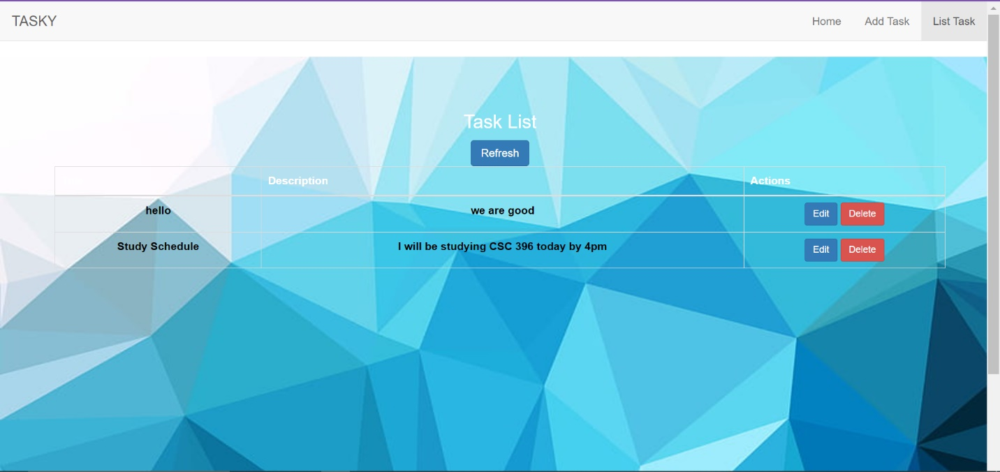 TASKY Home Add Task List Task
Task List
Refresh
Description Actions
hello we are good Edit Delete
Study Schedule I will be studying CSC 396 today by 4pm Edit Delete